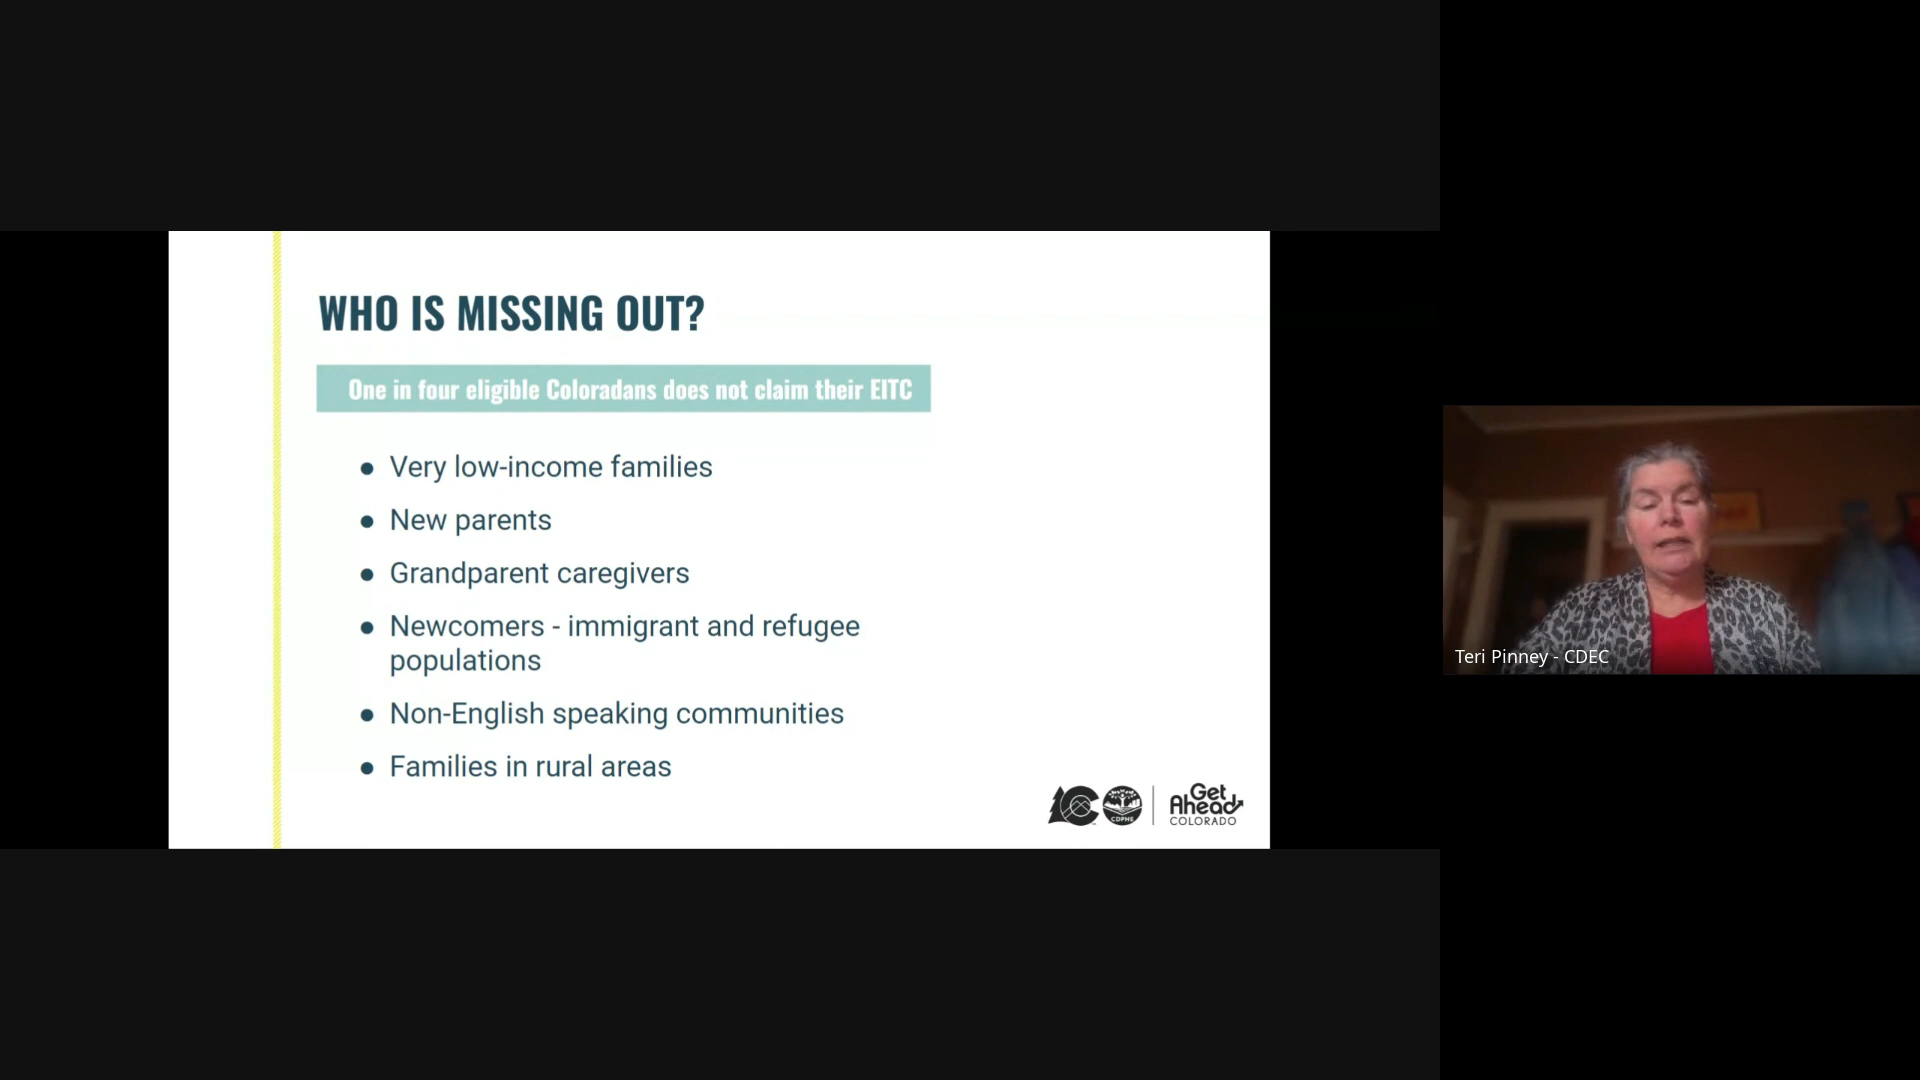 WHO IS MISSING OUT?
One in four eligible Coloradans does not claim their EITC
● Very low-income families
● New parents
● Grandparent caregivers
● Newcomers - immigrant and refugee
populations
● Non-English speaking communities
● Families in rural areas
CDPHE
Get
Ahead
COLORADO
Teri Pinney - CDEC